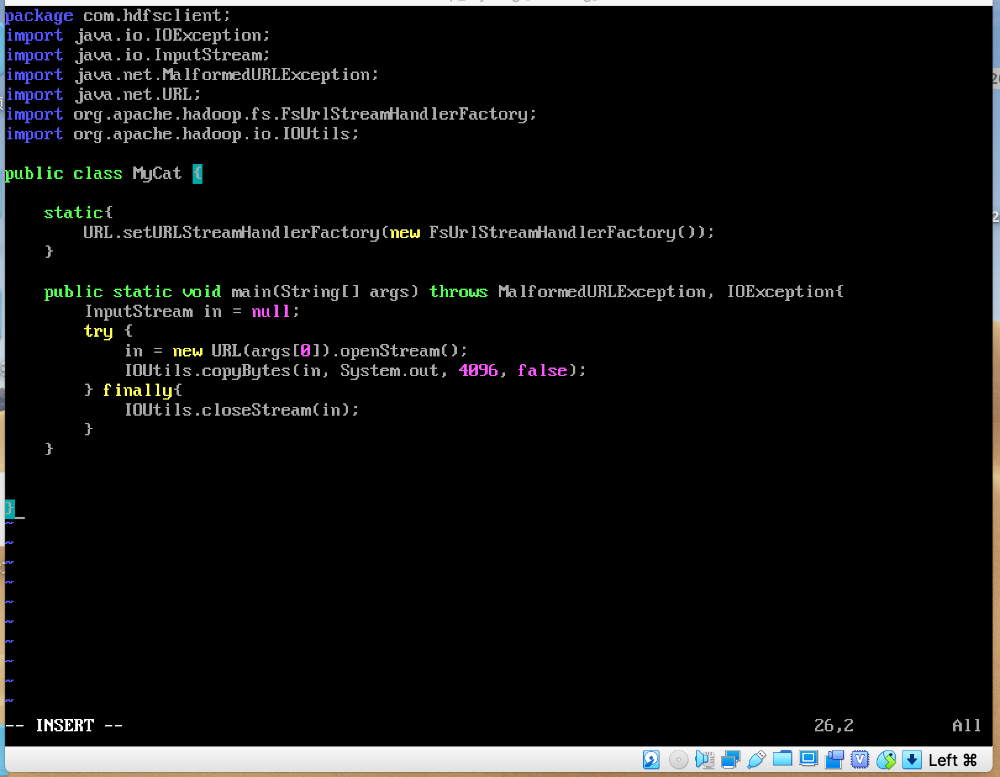 package com.hdfsclient;
import java.io.IOException;
import java.io.InputStream;
import java.net.MalformedURLException;
import java.net.URL;
import org.apache.hadoop.fs.FsUrlStreamHandlerFactory;
import org.apache.hadoop.io.IOUtils;
public class MyCat {
static{
URL.setURLStreamHandlerFactory(new FsUrlStreamHandlerFactory());
}
public static void main(String[] args) throws MalformedURLException, IOException{
InputStream in = null;
try {
in = new URL(args[0]).openStream();
IOUtils.copyBytes(in, System.out, 4096, false);
} finally{
IOUtils.closeStream(in);
}
}
}_
~
~
~
~
~
~
~
~
~
~
-- INSERT -- 26,2 All
Left ⌘